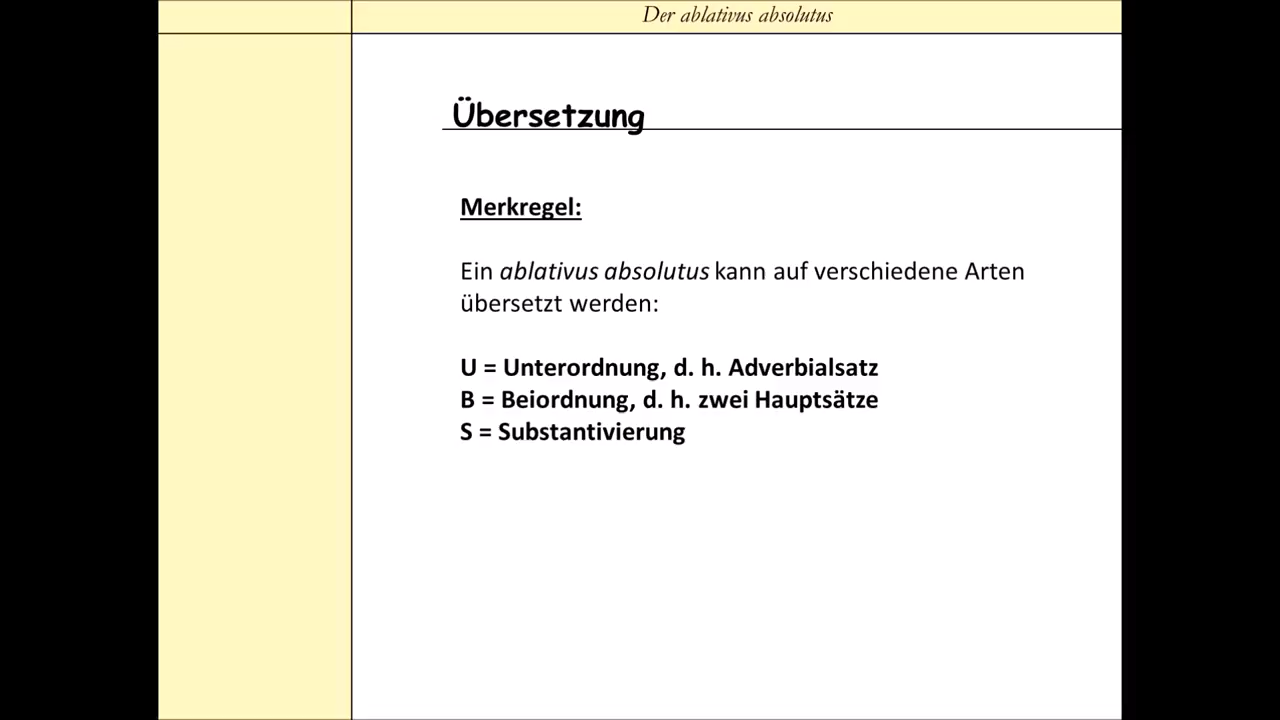 Der ablativus absolutus
Übersetzung
Merkregel:
Ein ablativus absolutus kann auf verschiedene Arten
übersetzt werden:
U = Unterordnung, d. h. Adverbialsatz
B = Beiordnung, d. h. zwei Hauptsätze
S = Substantivierung